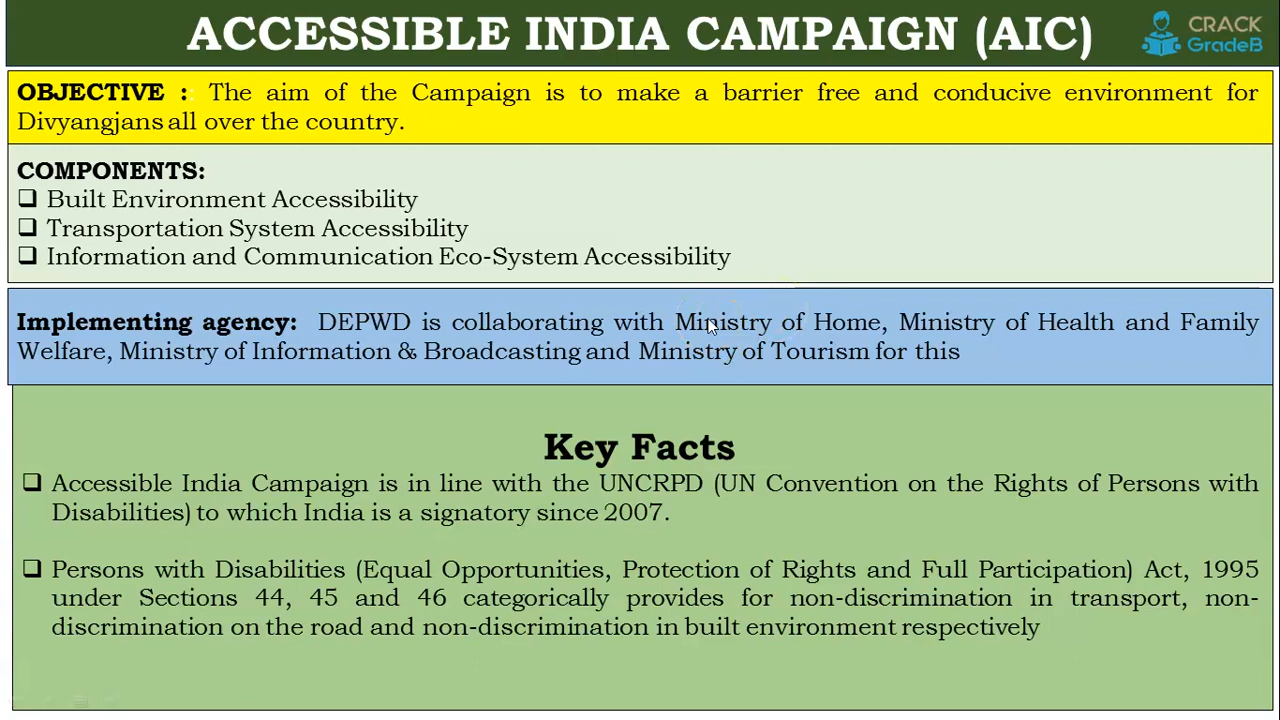 ACCESSIBLE INDIA CAMPAIGN (AIC)
CRACK
GradeB
OBJECTIVE : The aim of the Campaign is to make a barrier free and conducive environment for
Divyangjans all over the country.
COMPONENTS:
Built Environment Accessibility
Transportation System Accessibility
Information and Communication Eco-System Accessibility
Implementing agency: DEPWD is collaborating with Ministry of Home, Ministry of Health and Family
Welfare, Ministry of Information & Broadcasting and Ministry of Tourism for this
Key Facts
Accessible India Campaign is in line with the UNCRPD (UN Convention on the Rights of Persons with
Disabilities) to which India is a signatory since 2007.
Persons with Disabilities (Equal Opportunities, Protection of Rights and Full Participation) Act, 1995
under Sections 44, 45 and 46 categorically provides for non-discrimination in transport, non-
discrimination on the road and non-discrimination in built environment respectively